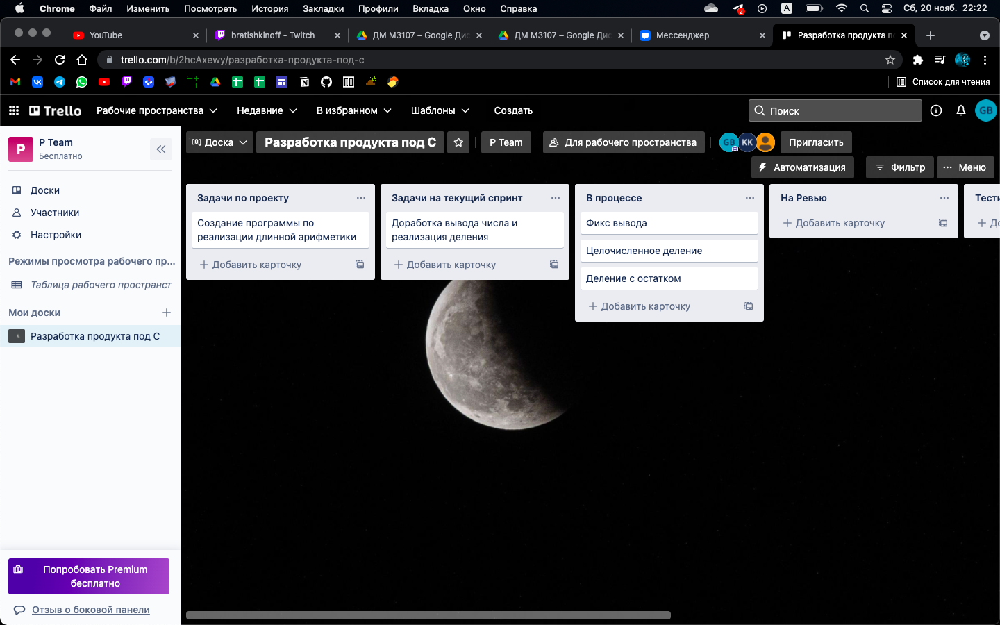 Chrome Файл Изменить Посмотреть История Закладки Профили Вкладка Окно Справка 2 A Сб, 20 нояб. 22:22
YouTube bratishkinoff - Twitch ДМ М3107 – Google Дис ДМ М3107 – Google Дис Мессенджер Разработка продукта п
trello.com/b/2hcAxewy/разработка-продукта-под-с
Список для чтения
Trello Рабочие пространства Недавние В избранном Шаблоны Создать Поиск GB
P
P Team
Бесплатно
Доски
Участники
Настройки
Режимы просмотра рабочего пр...
Таблица рабочего пространст
Мои доски
Разработка продукта под С
Попробовать Premium
бесплатно
Отзыв о боковой панели
Доска Разработка продукта под С P Team Для рабочего пространства GB KK Пригласить
Автоматизация Фильтр Меню
Задачи по проекту
Создание программы по
реализации длинной арифметики
Добавить карточку
Задачи на текущий спринт
Доработка вывода числа и
реализация деления
Добавить карточку
В процессе
Фикс вывода
Целочисленное деление
Деление с остатком
Добавить карточку
На Ревью
Добавить карточку
Тести
До